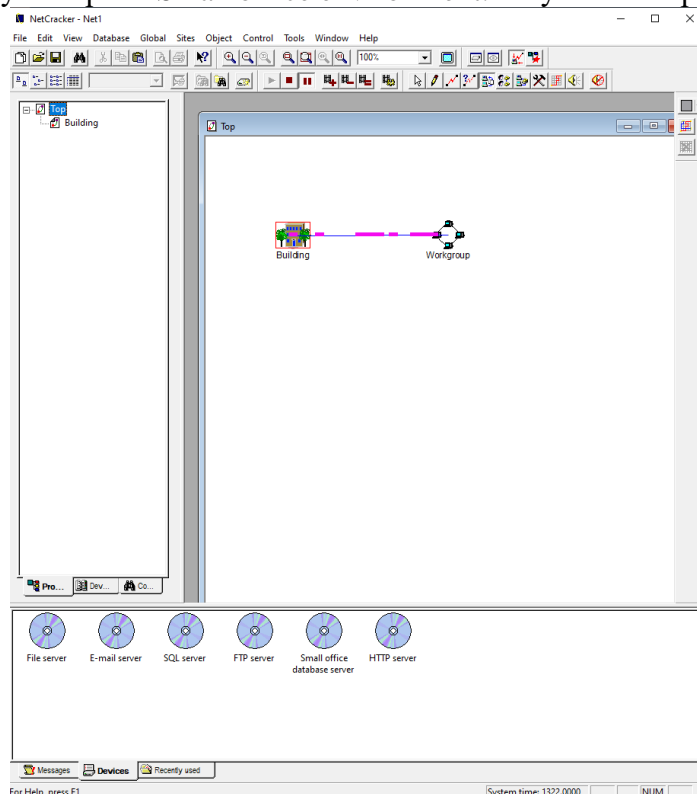 NetCracker - Net1
File Edit View Database Global Sites Object Control Tools Window Help
100%
Top
Building
Top
Building
Workgroup
Pro... Dev... Co...
File server
E-mail server
SQL server
FTP server
Small office
database server
HTTP server
Messages Devices Recently used
For Help, press F1
System time: 1322,0000
NUM